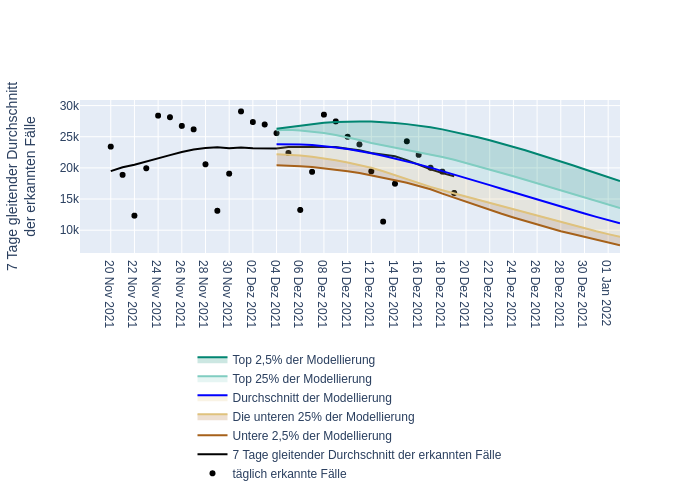 7 Tage gleitender Durchschnitt
der erkannten Fälle
30k
25k
20k
15k
10k
20 Nov 2021
22 Nov 2021
24 Nov 2021
26 Nov 2021
28 Nov 2021
30 Nov 2021
02 Dez 2021
04 Dez 2021
06 Dez 2021
08 Dez 2021
10 Dez 2021
12 Dez 2021
14 Dez 2021
16 Dez 2021
18 Dez 2021
20 Dez 2021
22 Dez 2021
24 Dez 2021
26 Dez 2021
28 Dez 2021
30 Dez 2021
01 Jan 2022
Top 2,5% der Modellierung
Top 25% der Modellierung
Durchschnitt der Modellierung
Die unteren 25% der Modellierung
Untere 2,5% der Modellierung
7 Tage gleitender Durchschnitt der erkannten Fälle
täglich erkannte Fälle